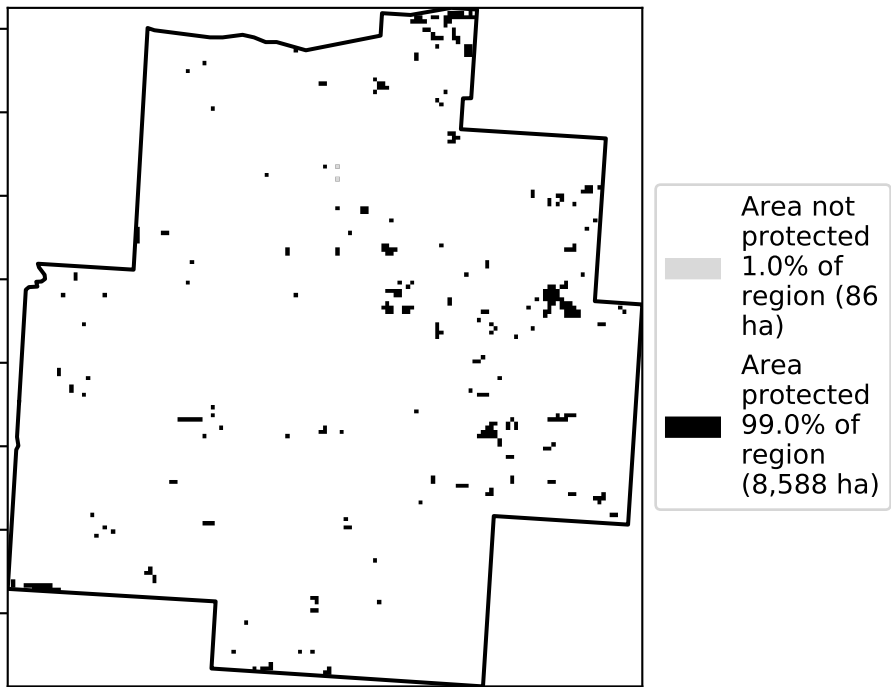 Area not
protected
1.0% of
region (86
ha)
Area
protected
99.0% of
region
(8,588 ha)